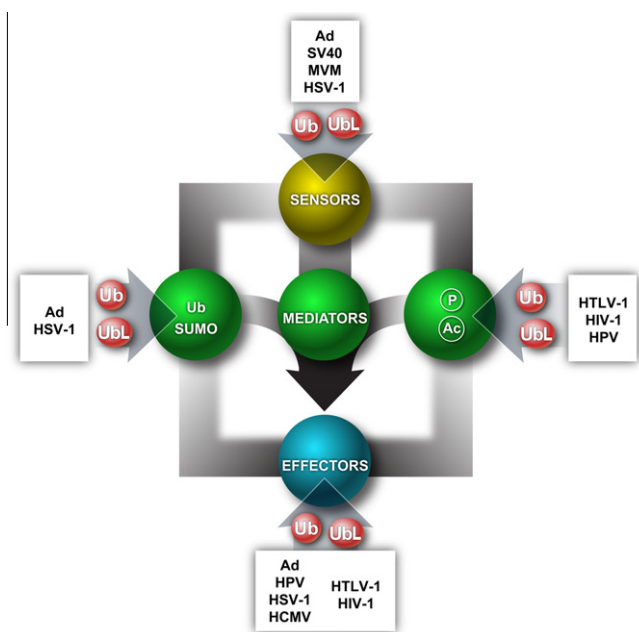 Ad
SV40
MVM
HSV-1
Ub UbL
SENSORS
Ad
HSV-1
Ub
UbL
Ub
SUMO
MEDIATORS
P
Ac
Ub
UbL
HTLV-1
HIV-1
HPV
EFFECTORS
Ub UbL
Ad
HPV
HSV-1
HCMV
HTLV-1
HIV-1